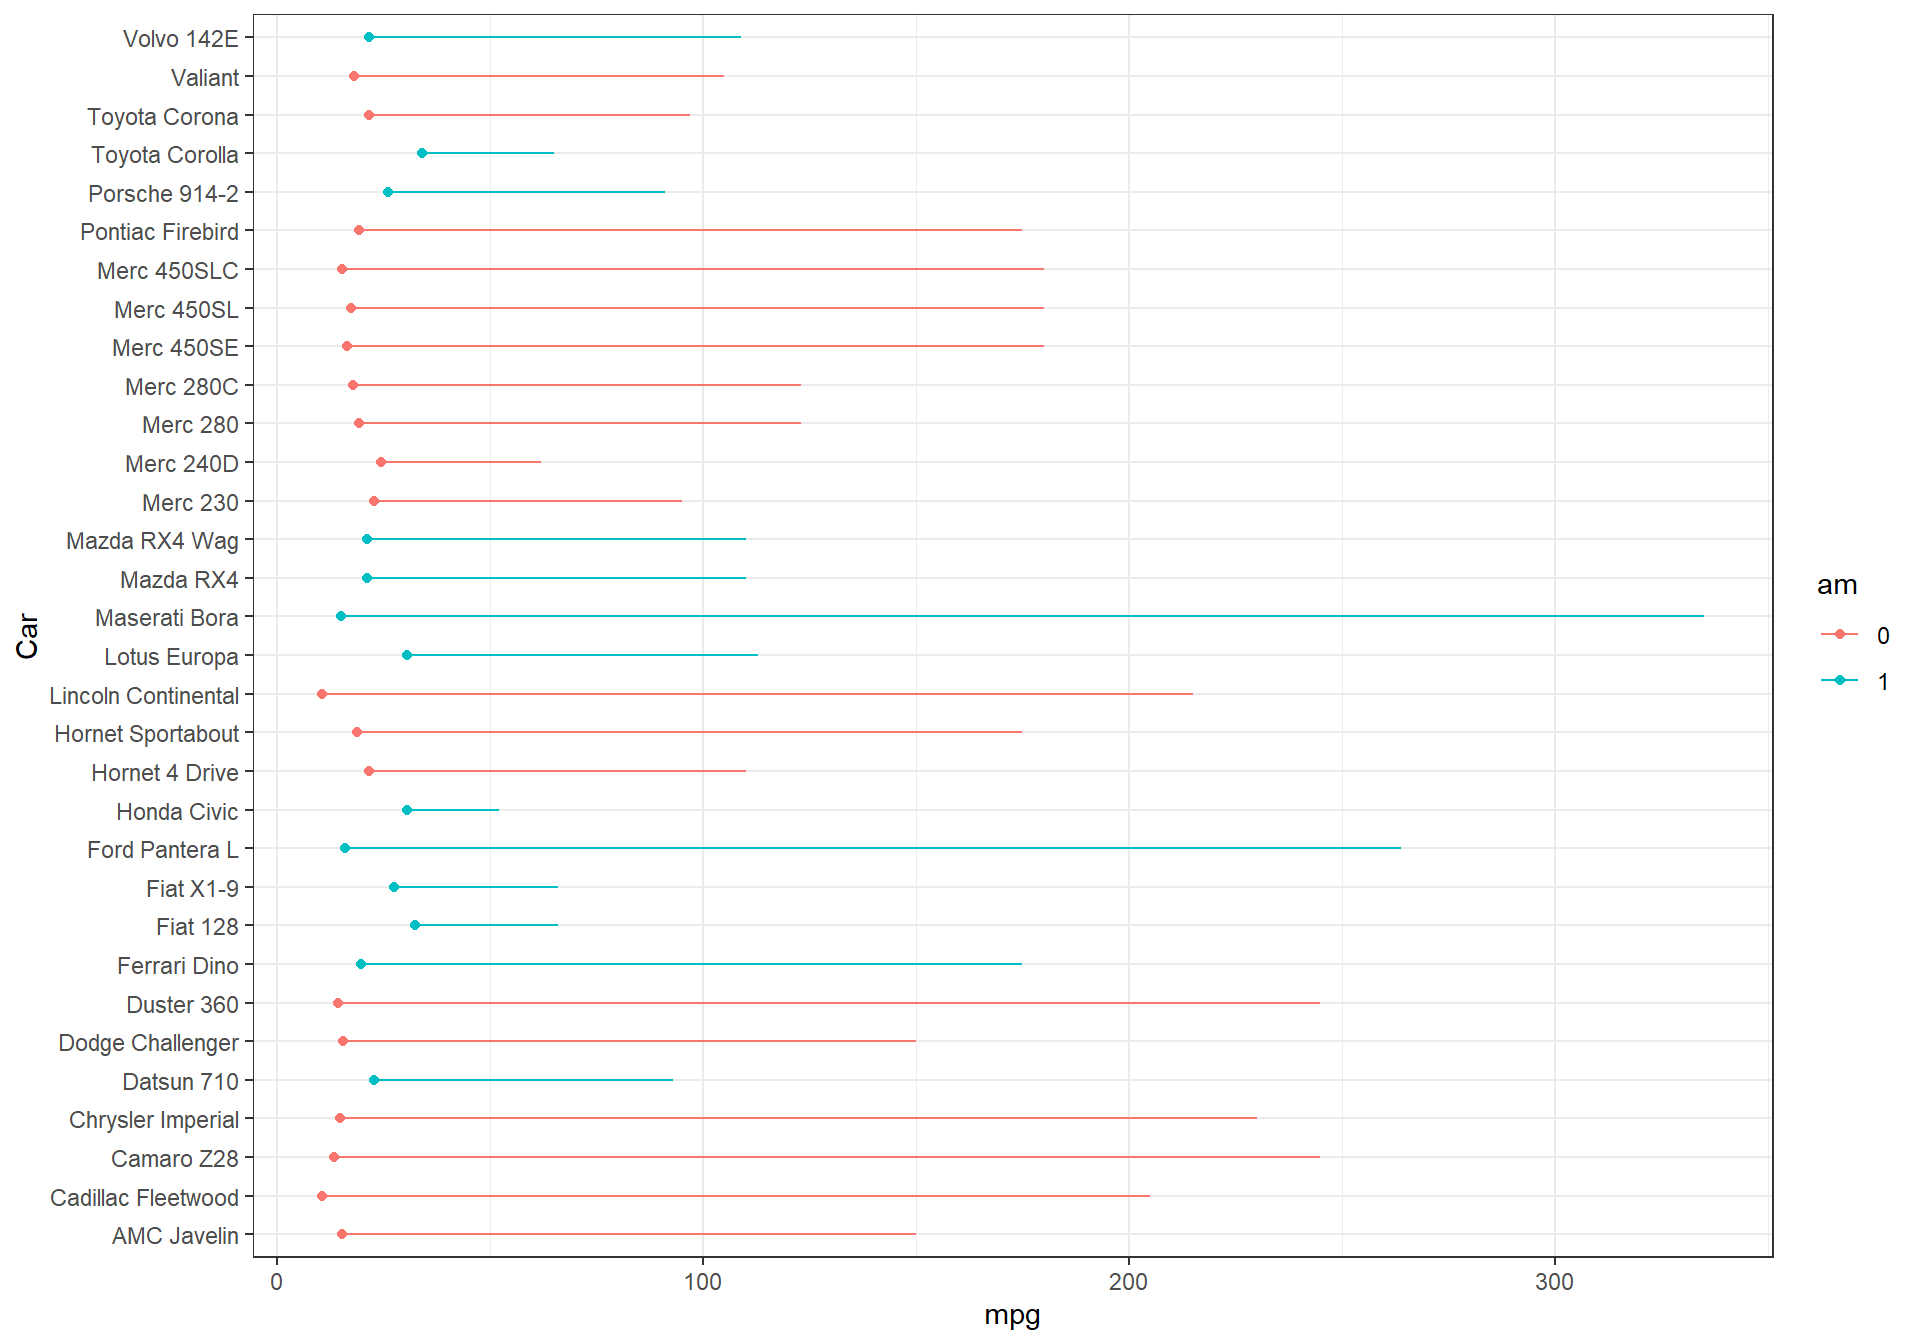 Volvo 142E
Valiant
Toyota Corona
Toyota Corolla
Porsche 914-2
Pontiac Firebird
Merc 450SLC
Merc 450SL
Merc 450SE
Merc 280C
Merc 280
Merc 240D
Merc 230
Mazda RX4 Wag
Mazda RX4
Maserati Bora
Lotus Europa
Lincoln Continental
Hornet Sportabout
Hornet 4 Drive
Honda Civic
Ford Pantera L
Fiat X1-9
Fiat 128
Ferrari Dino
Duster 360
Dodge Challenger
Datsun 710
Chrysler Imperial
Camaro Z28
Cadillac Fleetwood
AMC Javelin
Car
0 100 200 300
mpg
am
0
1